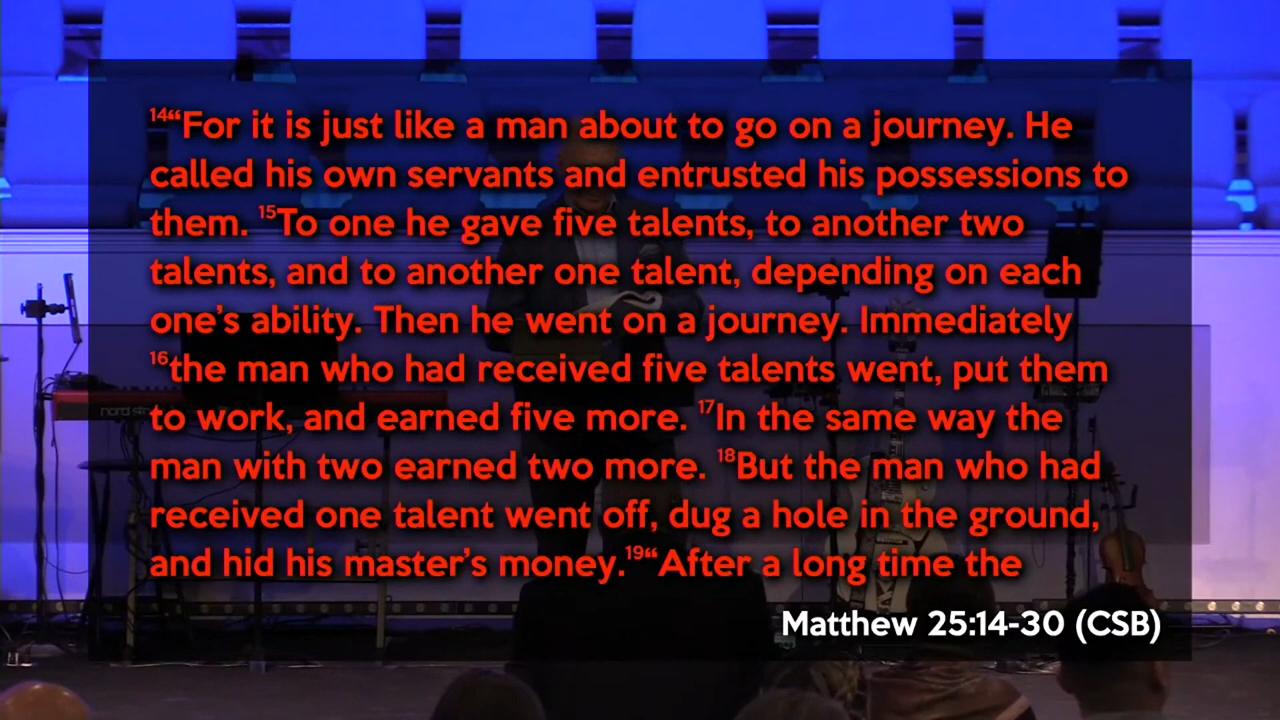 ¹⁴“For it is just like a man about to go on a journey. He
called his own servants and entrusted his possessions to
them. ¹⁵To one he gave five talents, to another two
talents, and to another one talent, depending on each
one’s ability. Then he went on a journey. Immediately
¹⁶the man who had received five talents went, put them
to work, and earned five more. ¹⁷In the same way the
man with two earned two more. ¹⁸But the man who had
received one talent went off, dug a hole in the ground,
and hid his master’s money.¹⁹“After a long time the
Matthew 25:14-30 (CSB)
nord